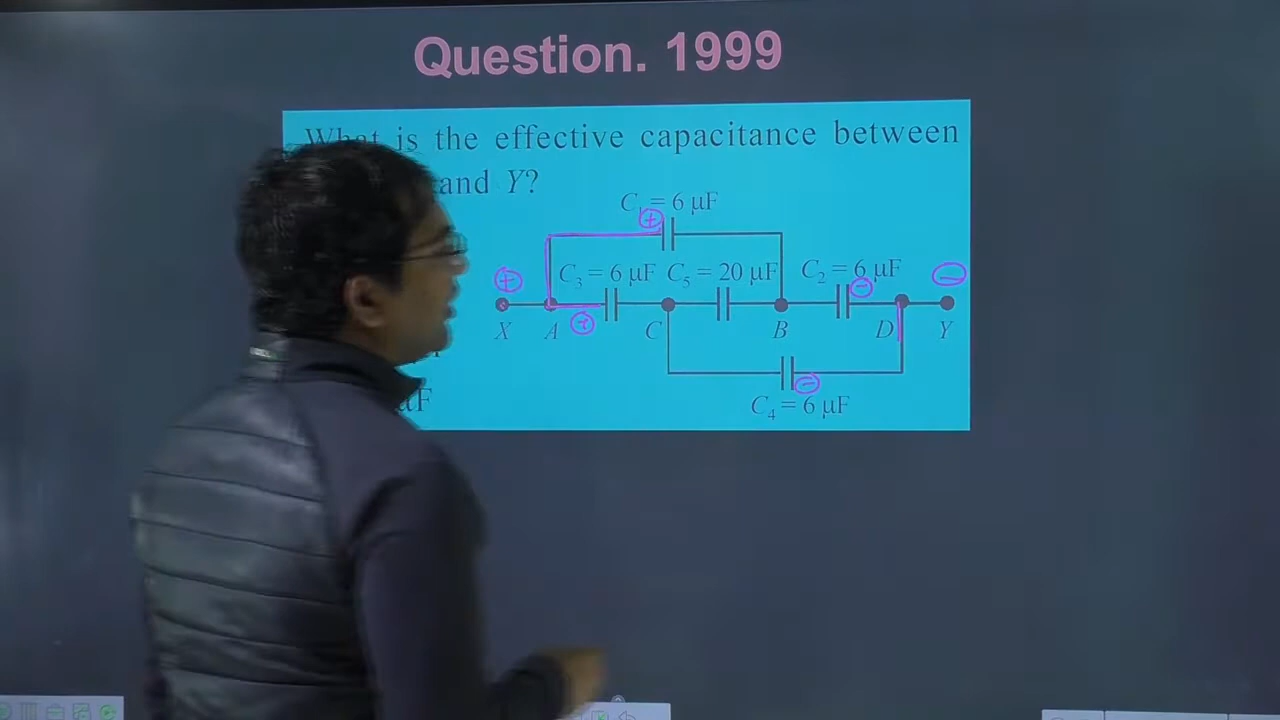 Question. 1999
What is the effective capacitance between
and Y?
C₁ = 6 μF
C₃ = 6 μF C₅ = 20 μF C₂ = 6 μF
+ + −
−
X A + C B D Y
−
C₄ = 6 μF
μF